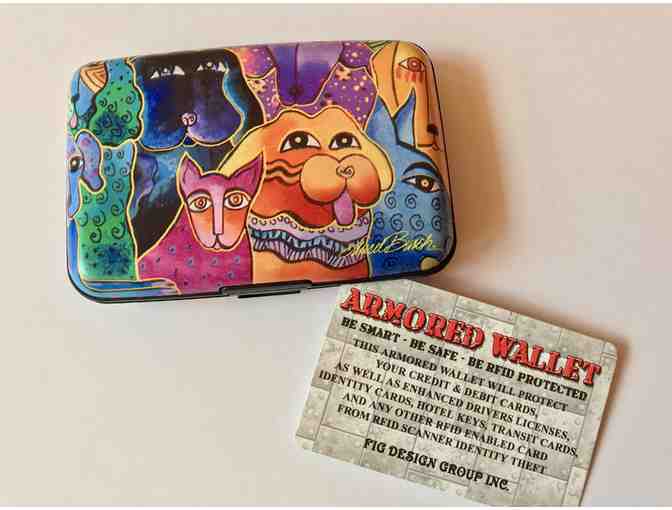 Laurel Burch
ARMORED WALLET
BE SMART · BE SAFE · BE RFID PROTECTED
THIS ARMORED WALLET WILL PROTECT
YOUR CREDIT & DEBIT CARDS,
AS WELL AS ENHANCED DRIVERS LICENSES,
IDENTITY CARDS, HOTEL KEYS, TRANSIT CARDS,
AND ANY OTHER RFID ENABLED CARD
FROM RFID SCANNER IDENTITY THEFT
FIG DESIGN GROUP INC.